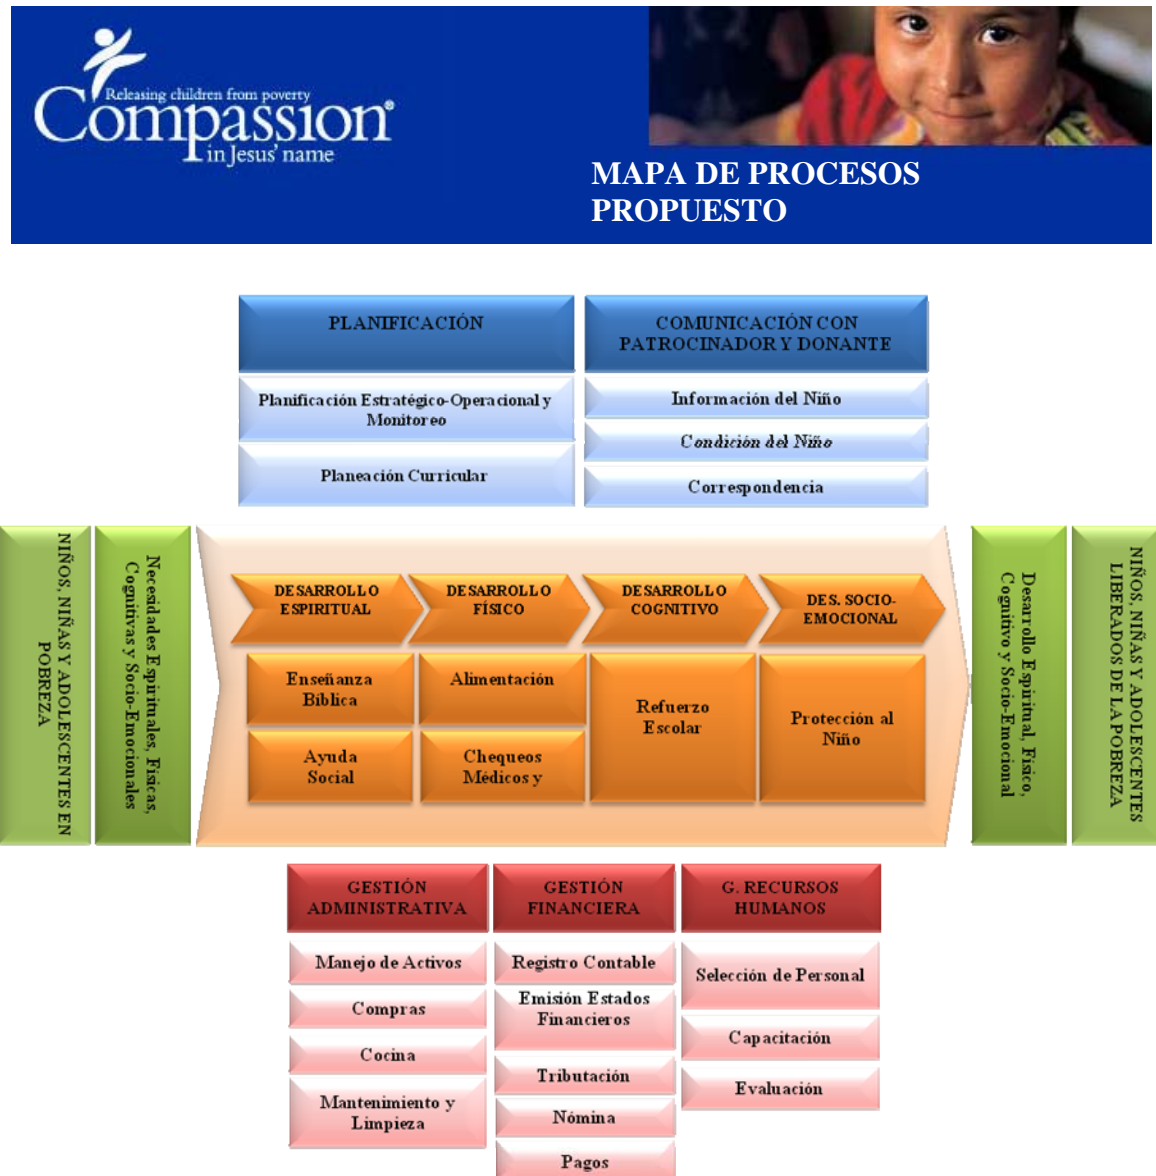 Releasing children from poverty
Compassion®
in Jesus' name
MAPA DE PROCESOS
PROPUESTO
PLANIFICACIÓN
Planificación Estratégico-Operacional y
Monitoreo
Planeación Curricular
COMUNICACIÓN CON
PATROCINADOR Y DONANTE
Información del Niño
Condición del Niño
Correspondencia
NIÑOS, NIÑAS Y ADOLESCENTES EN
POBREZA
Necesidades Espirituales, Físicas,
Cognitivas y Socio-Emocionales
DESARROLLO
ESPIRITUAL
Enseñanza
Bíblica
Ayuda
Social
DESARROLLO
FÍSICO
Alimentación
Chequeos
Médicos y
DESARROLLO
COGNITIVO
Refuerzo
Escolar
DES. SOCIO-
EMOCIONAL
Protección al
Niño
Desarrollo Espiritual, Físico,
Cognitivo y Socio-Emocional
NIÑOS, NIÑAS Y ADOLESCENTES
LIBERADOS DE LA POBREZA
GESTIÓN
ADMINISTRATIVA
Manejo de Activos
Compras
Cocina
Mantenimiento y
Limpieza
GESTIÓN
FINANCIERA
Registro Contable
Emisión Estados
Financieros
Tributación
Nómina
Pagos
G. RECURSOS
HUMANOS
Selección de Personal
Capacitación
Evaluación